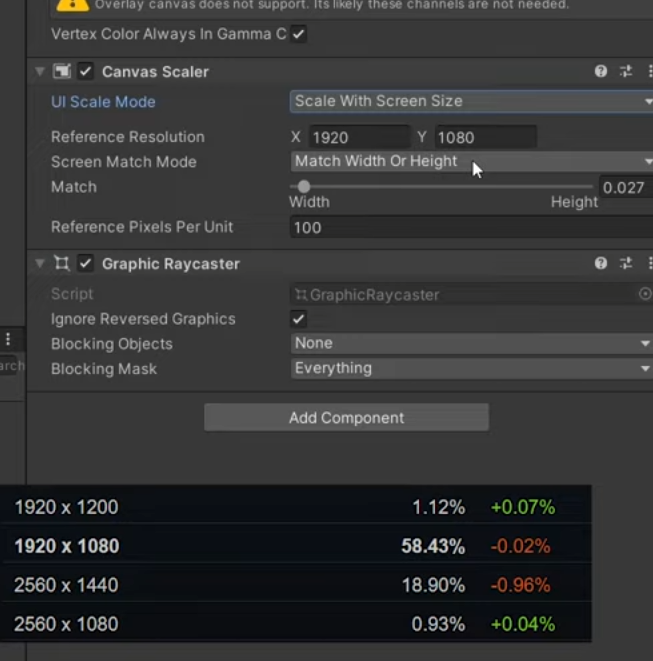 Overlay canvas does not support. Its likely these channels are not needed.
Vertex Color Always In Gamma C
Canvas Scaler
UI Scale Mode Scale With Screen Size
Reference Resolution X 1920 Y 1080
Screen Match Mode Match Width Or Height
Match 0.027
Width Height
Reference Pixels Per Unit 100
Graphic Raycaster
Script GraphicRaycaster
Ignore Reversed Graphics
arch
Blocking Objects None
Blocking Mask Everything
Add Component
1920 x 1200 1.12% +0.07%
1920 x 1080 58.43% -0.02%
2560 x 1440 18.90% -0.96%
2560 x 1080 0.93% +0.04%